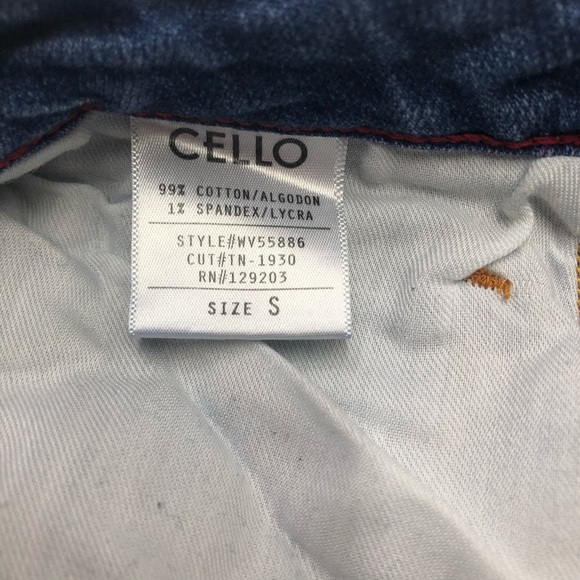 CELLO
99% COTTON/ALGODON
1% SPANDEX/LYCRA
STYLE#WV55886
CUT#TN-1930
RN#129203
SIZE S